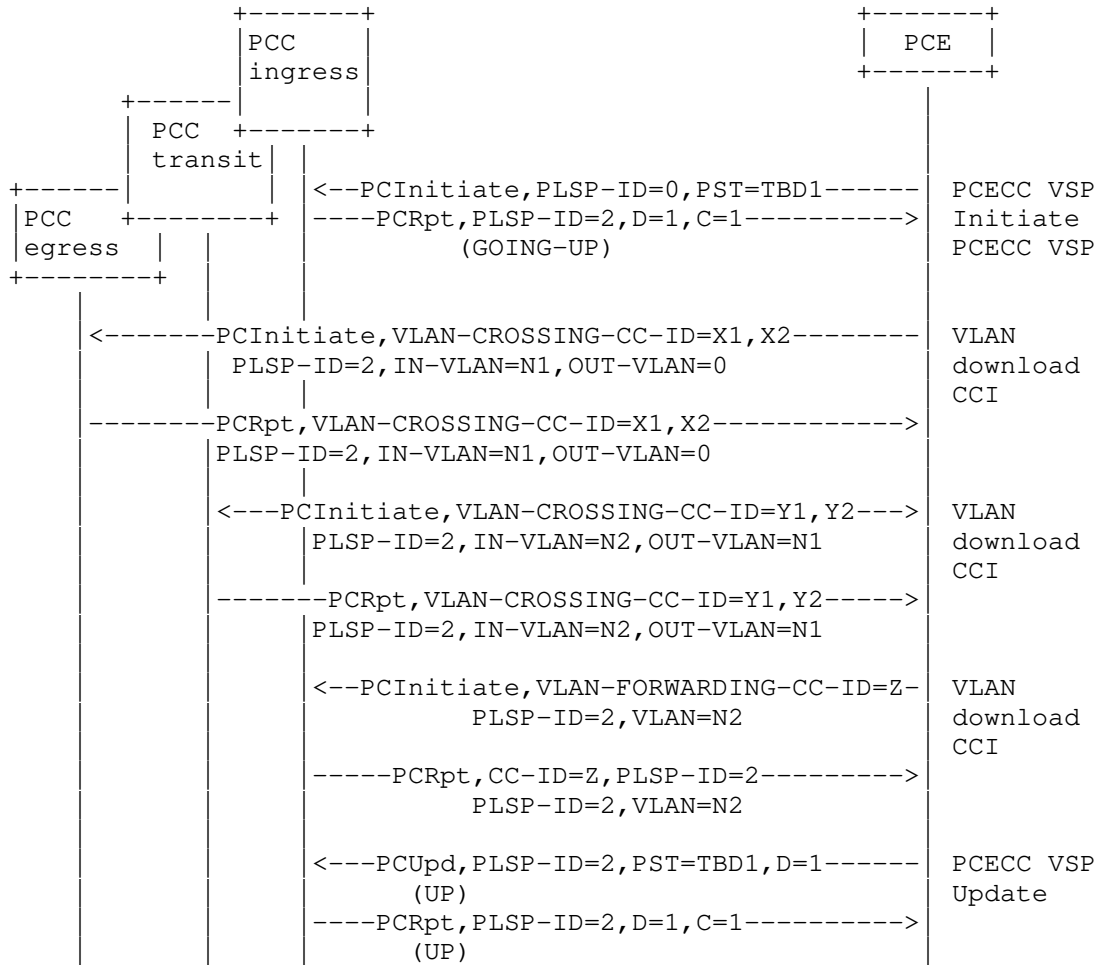 PCC PCE
ingress
PCC
transit
<--PCInitiate,PLSP-ID=0,PST=TBD1------ PCECC VSP
PCC ----PCRpt,PLSP-ID=2,D=1,C=1----------> Initiate
egress (GOING-UP) PCECC VSP
<-------PCInitiate,VLAN-CROSSING-CC-ID=X1,X2-------- VLAN
PLSP-ID=2,IN-VLAN=N1,OUT-VLAN=0 download
CCI
--------PCRpt,VLAN-CROSSING-CC-ID=X1,X2------------>
PLSP-ID=2,IN-VLAN=N1,OUT-VLAN=0
<---PCInitiate,VLAN-CROSSING-CC-ID=Y1,Y2---> VLAN
PLSP-ID=2,IN-VLAN=N2,OUT-VLAN=N1 download
CCI
-------PCRpt,VLAN-CROSSING-CC-ID=Y1,Y2----->
PLSP-ID=2,IN-VLAN=N2,OUT-VLAN=N1
<--PCInitiate,VLAN-FORWARDING-CC-ID=Z- VLAN
PLSP-ID=2,VLAN=N2 download
CCI
-----PCRpt,CC-ID=Z,PLSP-ID=2--------->
PLSP-ID=2,VLAN=N2
<---PCUpd,PLSP-ID=2,PST=TBD1,D=1------ PCECC VSP
(UP) Update
----PCRpt,PLSP-ID=2,D=1,C=1---------->
(UP)